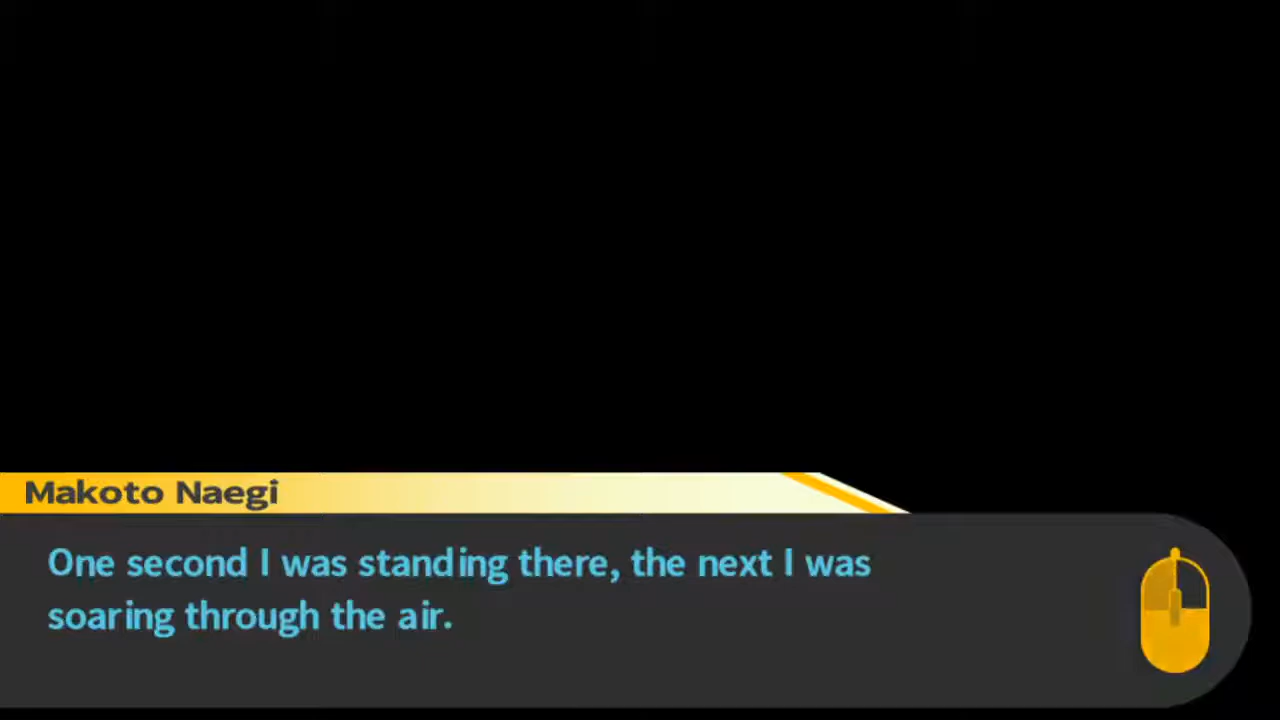 Makoto Naegi
One second I was standing there, the next I was
soaring through the air.